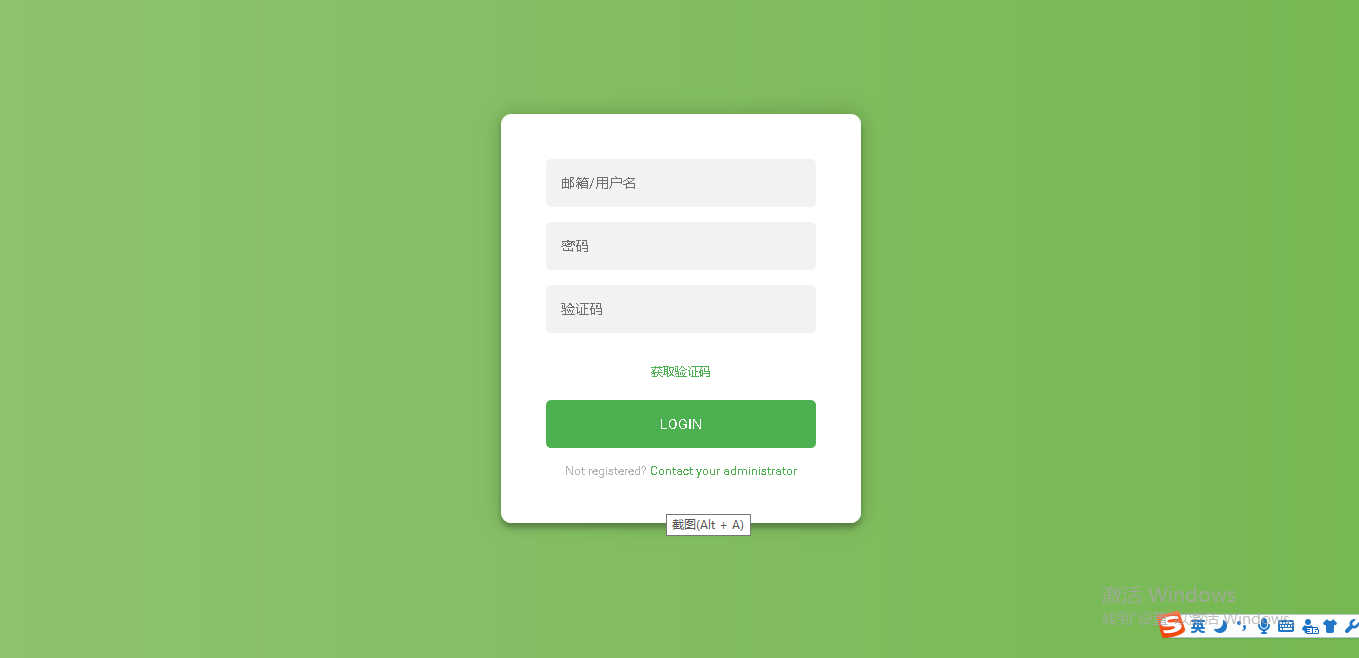 邮箱/用户名
密码
验证码
获取验证码
LOGIN
Not registered? Contact your administrator
截图(Alt + A)
激活 Windows
转到"设置"以激活 Windows。
英